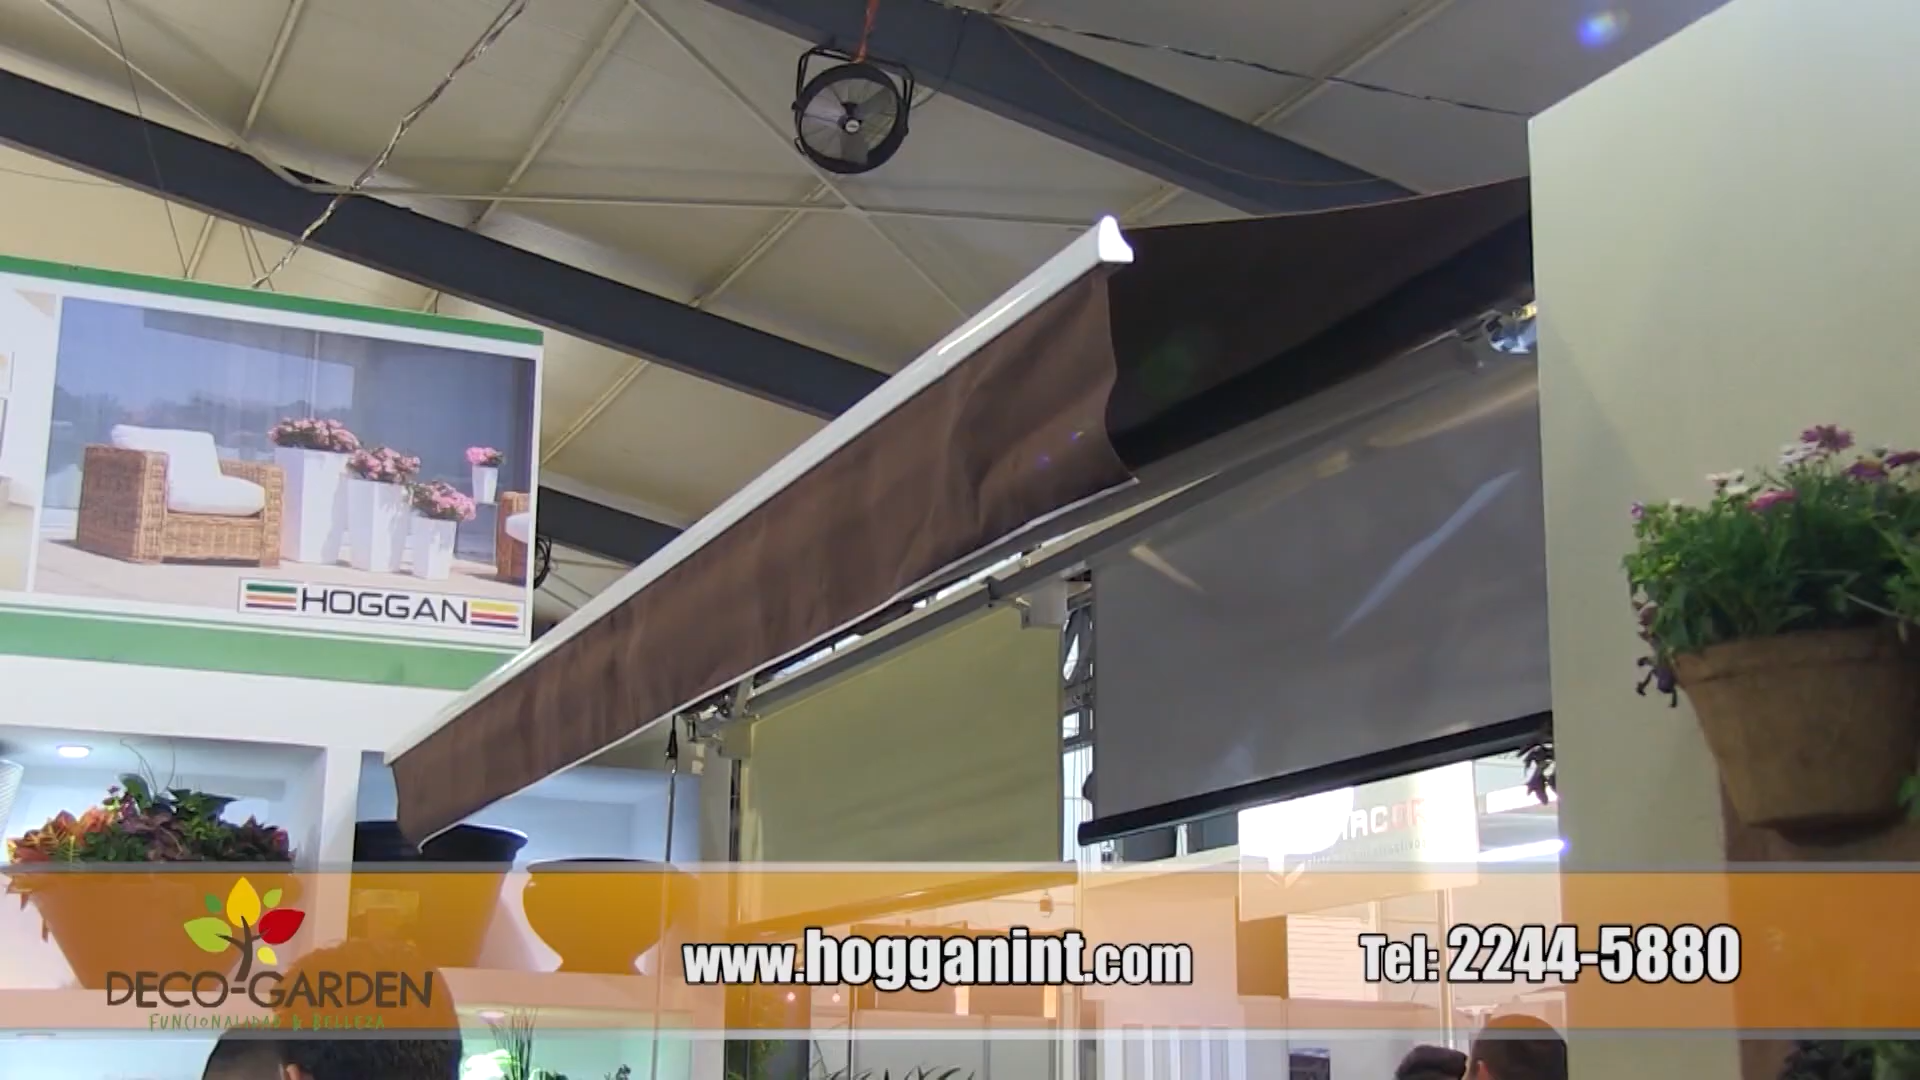 HOGGAN
DECO-GARDEN
FUNCIONALIDAD & BELLEZA
www.hogganint.com
Tel: 2244-5880